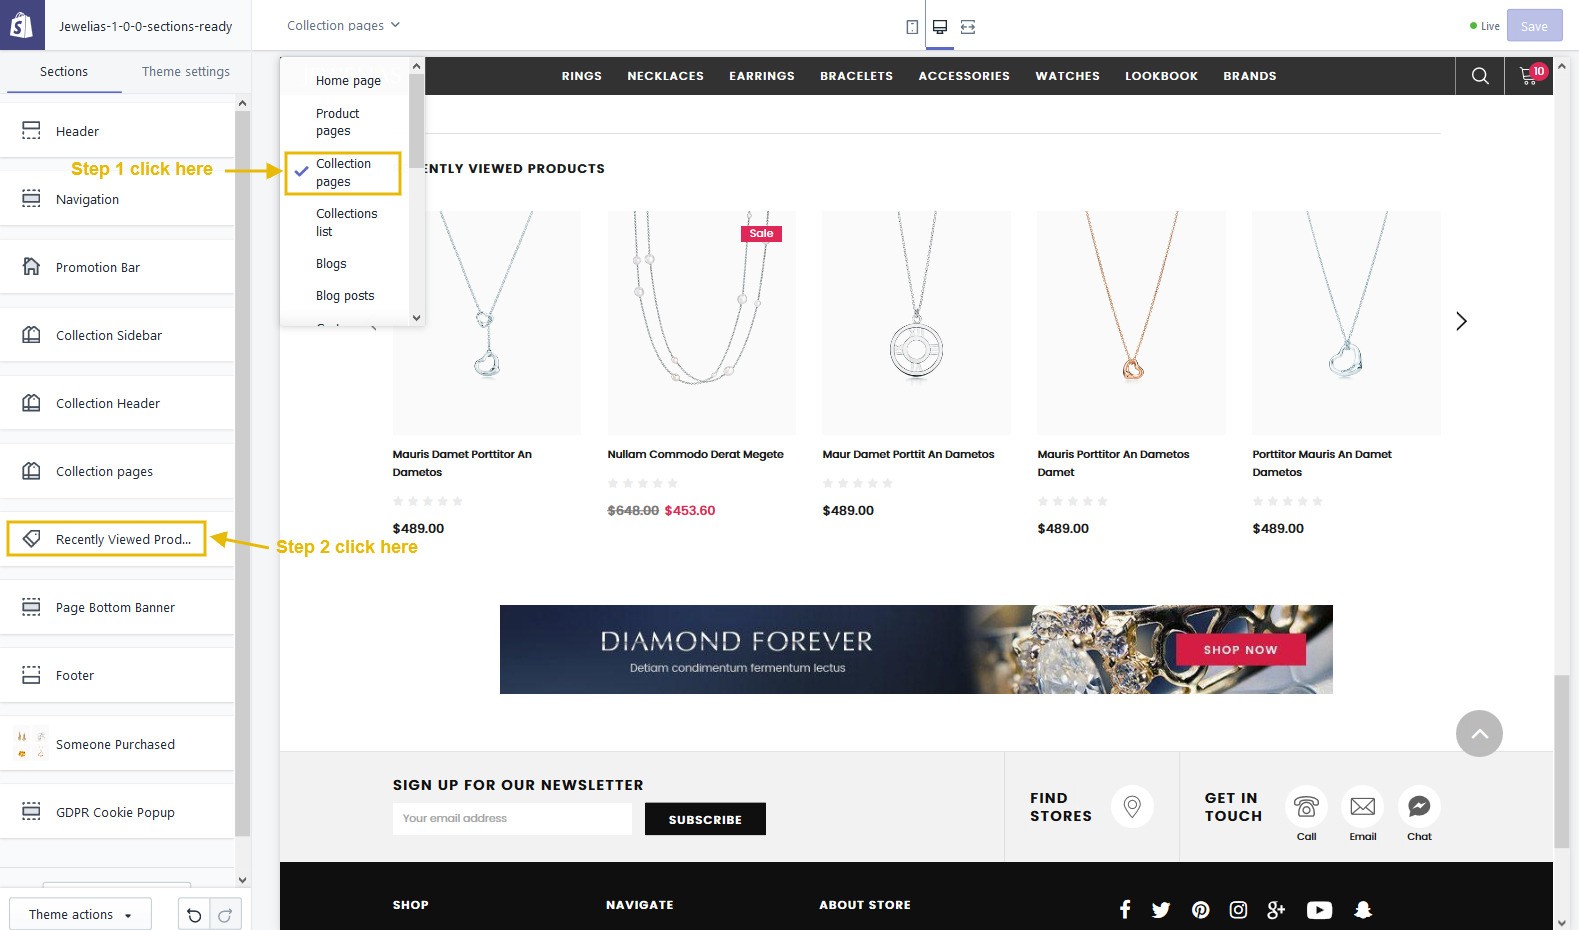 Jewelias-1-0-0-sections-ready
Collection pages
Live
Save
Sections
Theme settings
Header
Navigation
Promotion Bar
Collection Sidebar
Collection Header
Collection pages
Recently Viewed Prod...
Page Bottom Banner
Footer
Someone Purchased
GDPR Cookie Popup
Theme actions
Step 1 click here
Step 2 click here
Home page
Product
pages
Collection
pages
Collections
list
Blogs
Blog posts
RINGS NECKLACES EARRINGS BRACELETS ACCESSORIES WATCHES LOOKBOOK BRANDS
10
VIEWED PRODUCTS
Sale
Mauris Damet Porttitor An
Dametos
$489.00
Nullam Commodo Derat Megete
$648.00 $453.60
Maur Damet Porttit An Dametos
$489.00
Mauris Porttitor An Dametos
Damet
$489.00
Porttitor Mauris An Damet
Dametos
$489.00
DIAMOND FOREVER
Detiam condimentum fermentum lectus
SHOP NOW
SIGN UP FOR OUR NEWSLETTER
Your email address
SUBSCRIBE
FIND
STORES
GET IN
TOUCH
Call
Email
Chat
SHOP
NAVIGATE
ABOUT STORE